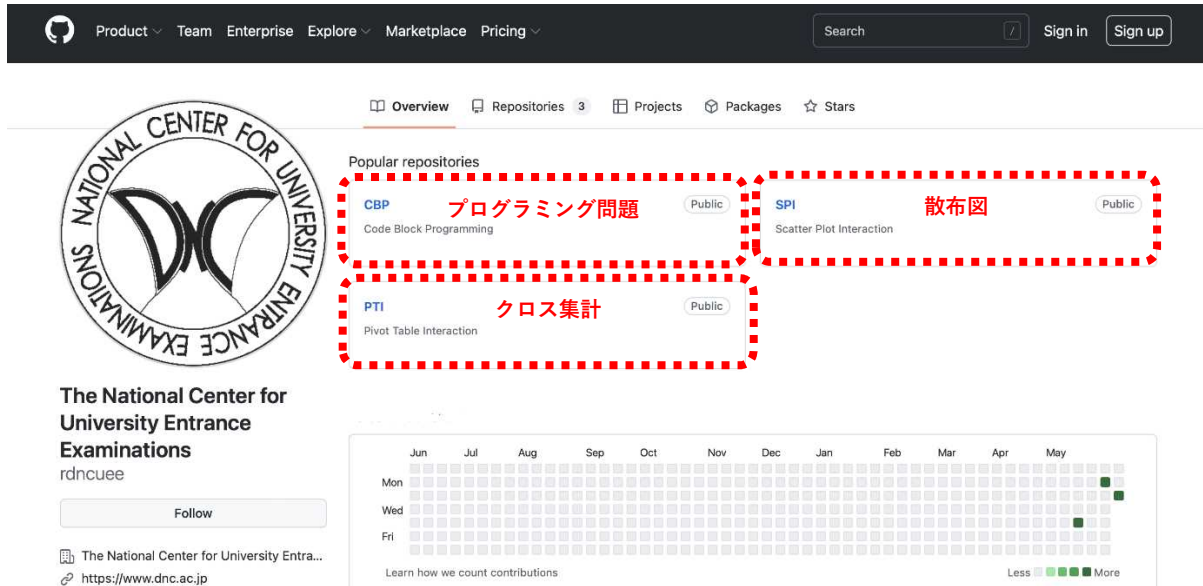 Product Team Enterprise Explore Marketplace Pricing Search / Sign in Sign up
Overview Repositories 3 Projects Packages Stars
NATIONAL CENTER FOR UNIVERSITY ENTRANCE EXAMINATIONS
Popular repositories
CBP プログラミング問題 Public
Code Block Programming
SPI 散布図 Public
Scatter Plot Interaction
PTI クロス集計 Public
Pivot Table Interaction
The National Center for
University Entrance
Examinations
rdncuee
Follow
The National Center for University Entra...
https://www.dnc.ac.jp
Jun Jul Aug Sep Oct Nov Dec Jan Feb Mar Apr May
Mon
Wed
Fri
Learn how we count contributions Less More